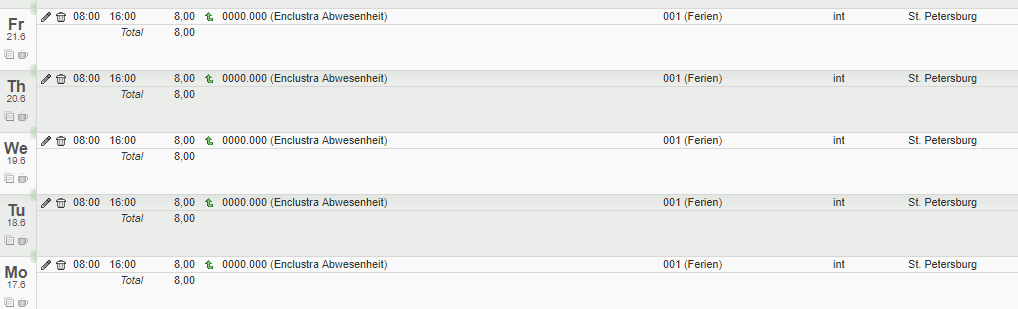 Fr
21.6
08:00 16:00 8,00 0000.000 (Enclustra Abwesenheit) 001 (Ferien) int St. Petersburg
Total 8,00
Th
20.6
08:00 16:00 8,00 0000.000 (Enclustra Abwesenheit) 001 (Ferien) int St. Petersburg
Total 8,00
We
19.6
08:00 16:00 8,00 0000.000 (Enclustra Abwesenheit) 001 (Ferien) int St. Petersburg
Total 8,00
Tu
18.6
08:00 16:00 8,00 0000.000 (Enclustra Abwesenheit) 001 (Ferien) int St. Petersburg
Total 8,00
Mo
17.6
08:00 16:00 8,00 0000.000 (Enclustra Abwesenheit) 001 (Ferien) int St. Petersburg
Total 8,00